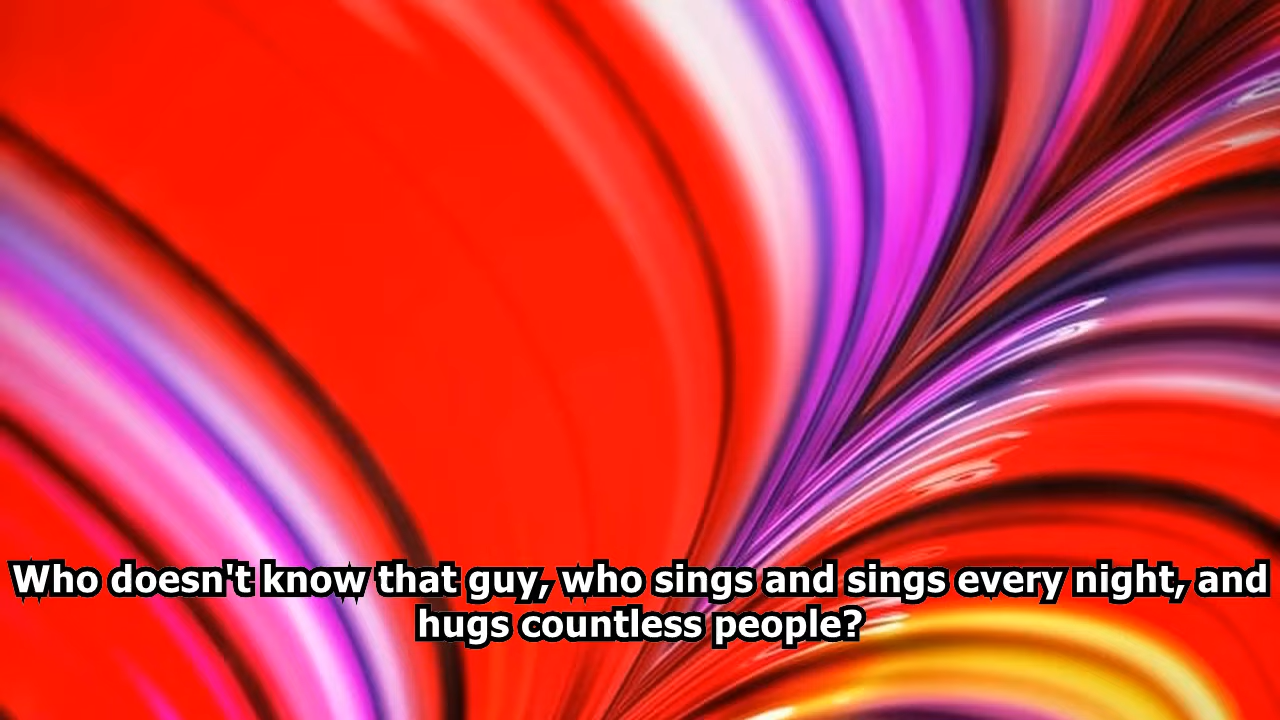 Who doesn't know that guy, who sings and sings every night, and
hugs countless people?